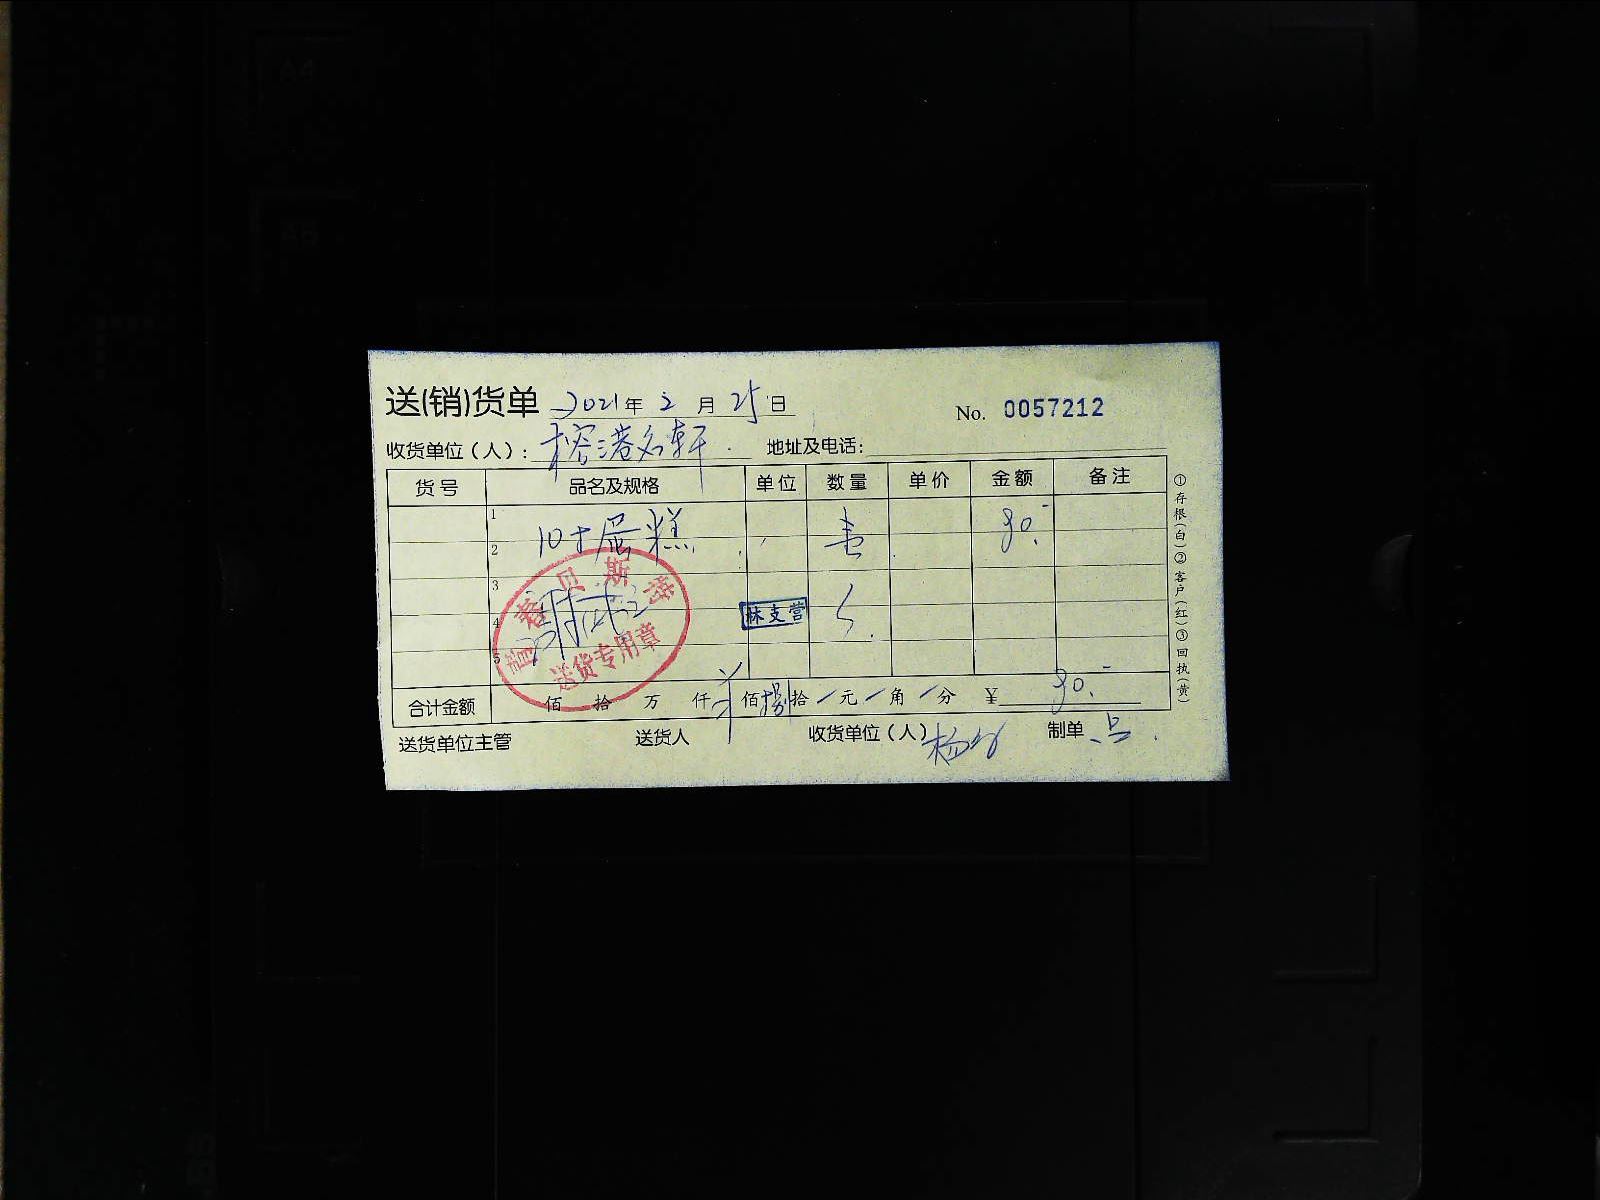 送(销)货单 2021年 2 月 25 日
No. 0057212
收货单位（人）：榕港名轩 地址及电话：
货号 品名及规格 单位 数量 单价 金额 备注
1 10寸蛋糕 壹 80.-
2
3
4
5
春贝斯特
送货专用章
林支营
合计金额 佰 拾 万 仟 佰 捌拾 / 元 / 角 / 分 ￥ 80.-
送货单位主管 送货人 收货单位（人） 制单
①存根(白)②客户(红)③回执(黄)